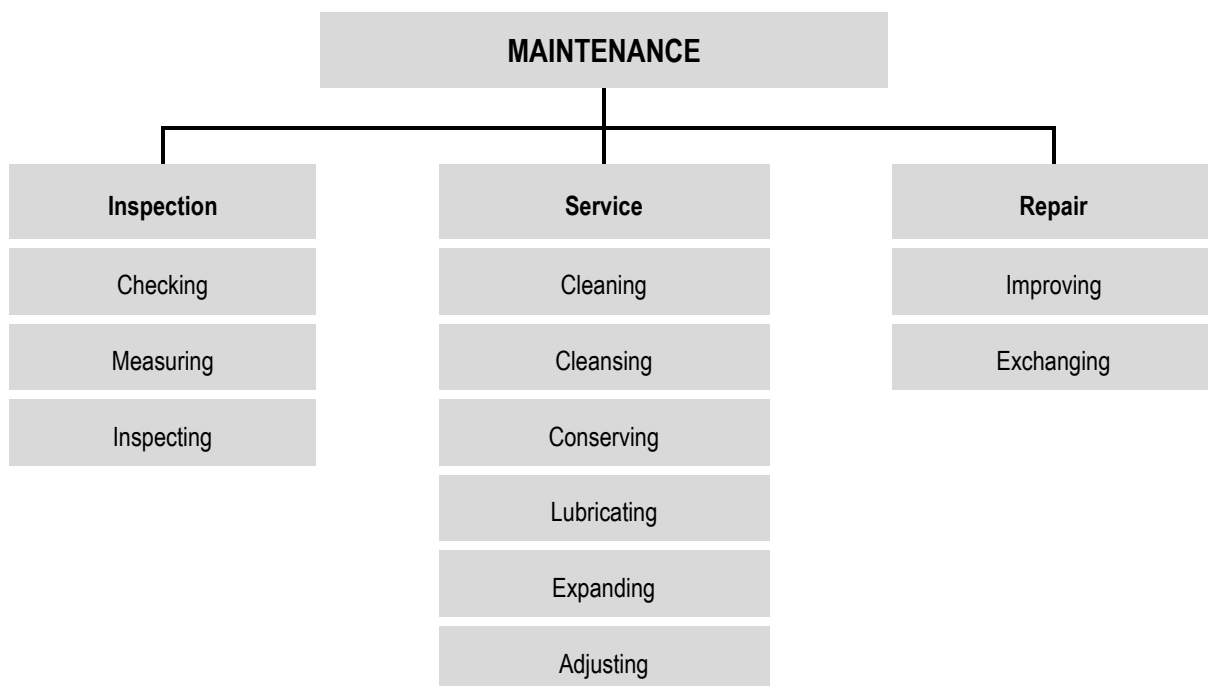 MAINTENANCE
Inspection
Checking
Measuring
Inspecting
Service
Cleaning
Cleansing
Conserving
Lubricating
Expanding
Adjusting
Repair
Improving
Exchanging